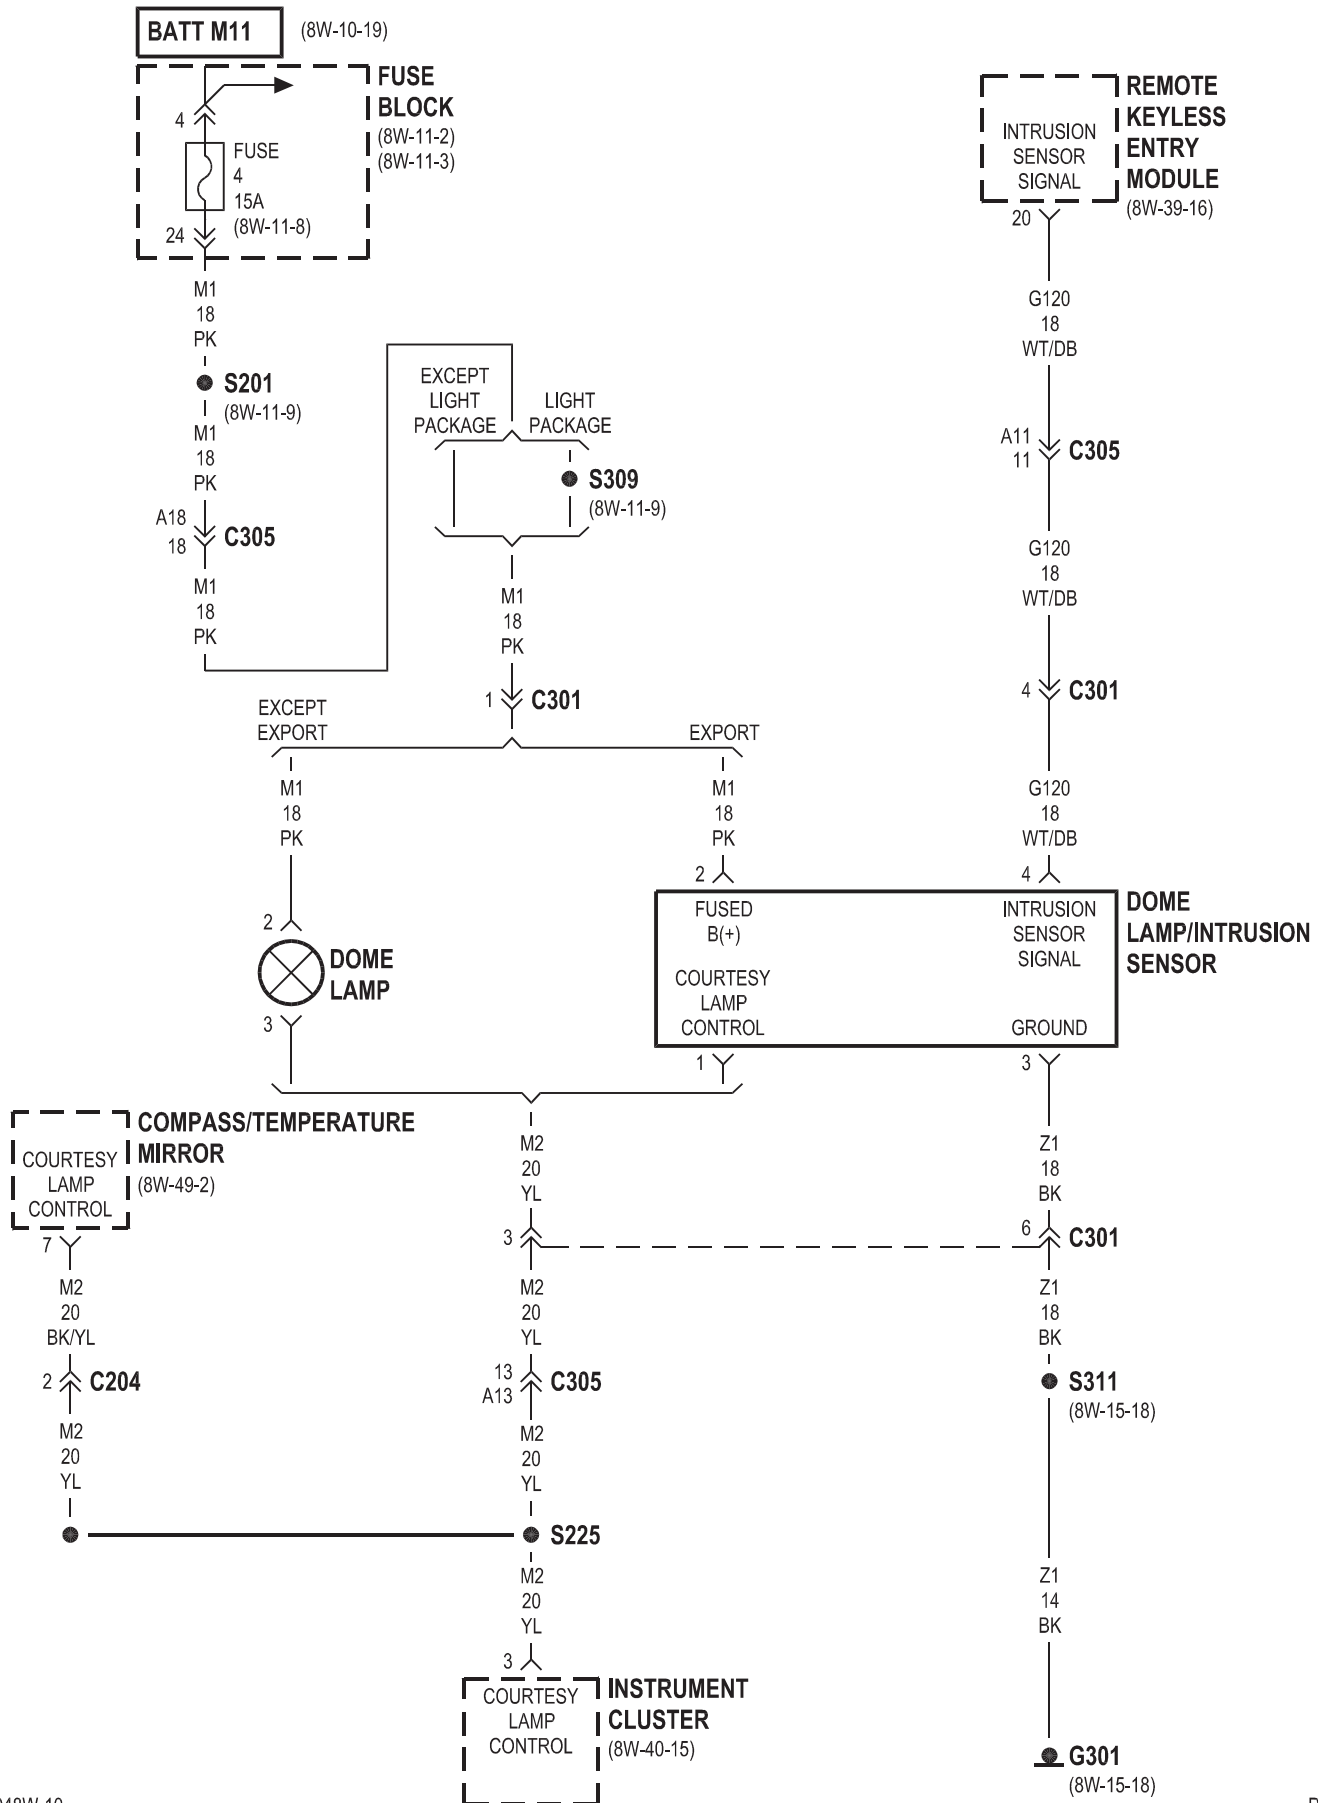 BATT M11
(8W-10-19)
FUSE
BLOCK
(8W-11-2)
(8W-11-3)
4
FUSE
4
15A
(8W-11-8)
24
M1
18
PK
S201
(8W-11-9)
M1
18
PK
A18
18
C305
M1
18
PK
EXCEPT
LIGHT
PACKAGE
LIGHT
PACKAGE
S309
(8W-11-9)
M1
18
PK
1
C301
REMOTE
KEYLESS
ENTRY
MODULE
(8W-39-16)
INTRUSION
SENSOR
SIGNAL
20
G120
18
WT/DB
A11
11
C305
G120
18
WT/DB
4
C301
G120
18
WT/DB
4
EXCEPT
EXPORT
EXPORT
M1
18
PK
M1
18
PK
2
DOME
LAMP
3
2
FUSED
B(+)
COURTESY
LAMP
CONTROL
INTRUSION
SENSOR
SIGNAL
GROUND
DOME
LAMP/INTRUSION
SENSOR
1
3
COMPASS/TEMPERATURE
MIRROR
(8W-49-2)
COURTESY
LAMP
CONTROL
7
M2
20
BK/YL
2
C204
M2
20
YL
M2
20
YL
3
M2
20
YL
13
A13
C305
M2
20
YL
S225
M2
20
YL
3
COURTESY
LAMP
CONTROL
INSTRUMENT
CLUSTER
(8W-40-15)
Z1
18
BK
6
C301
Z1
18
BK
S311
(8W-15-18)
Z1
14
BK
G301
(8W-15-18)